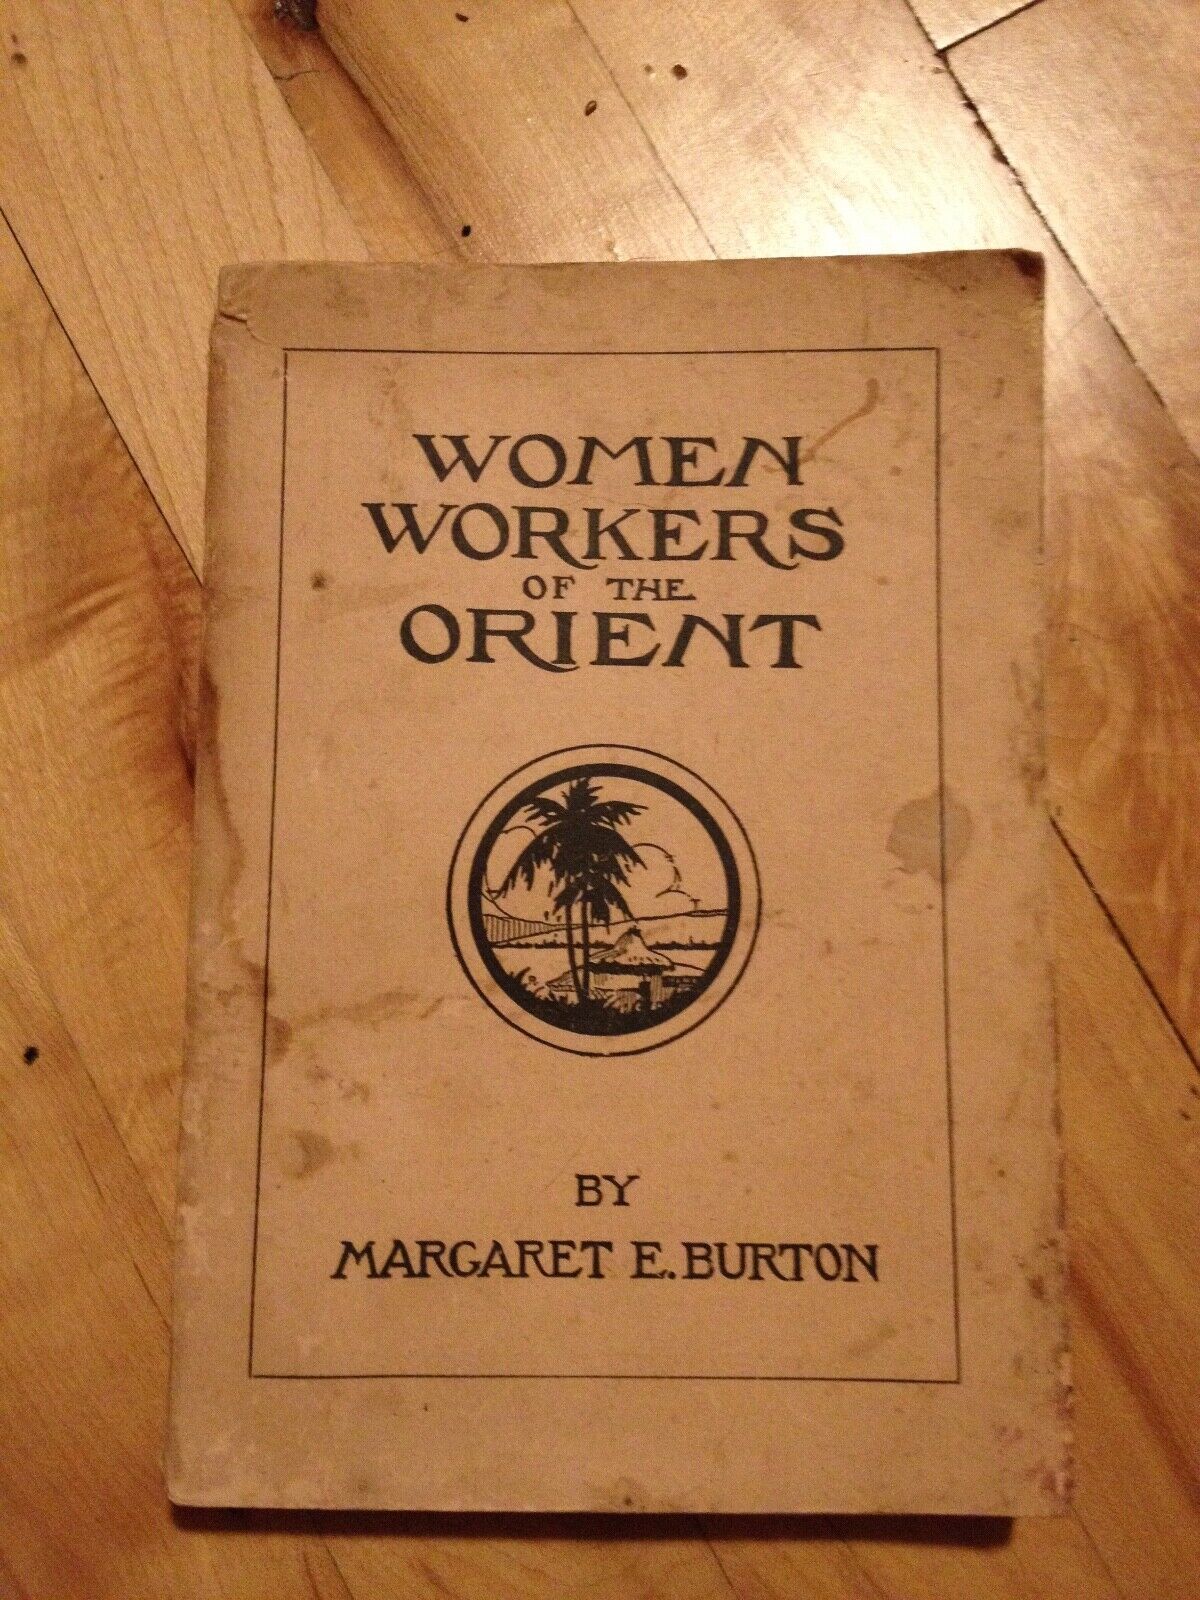 WOMEN
WORKERS
OF THE
ORIENT
BY
MARGARET E. BURTON